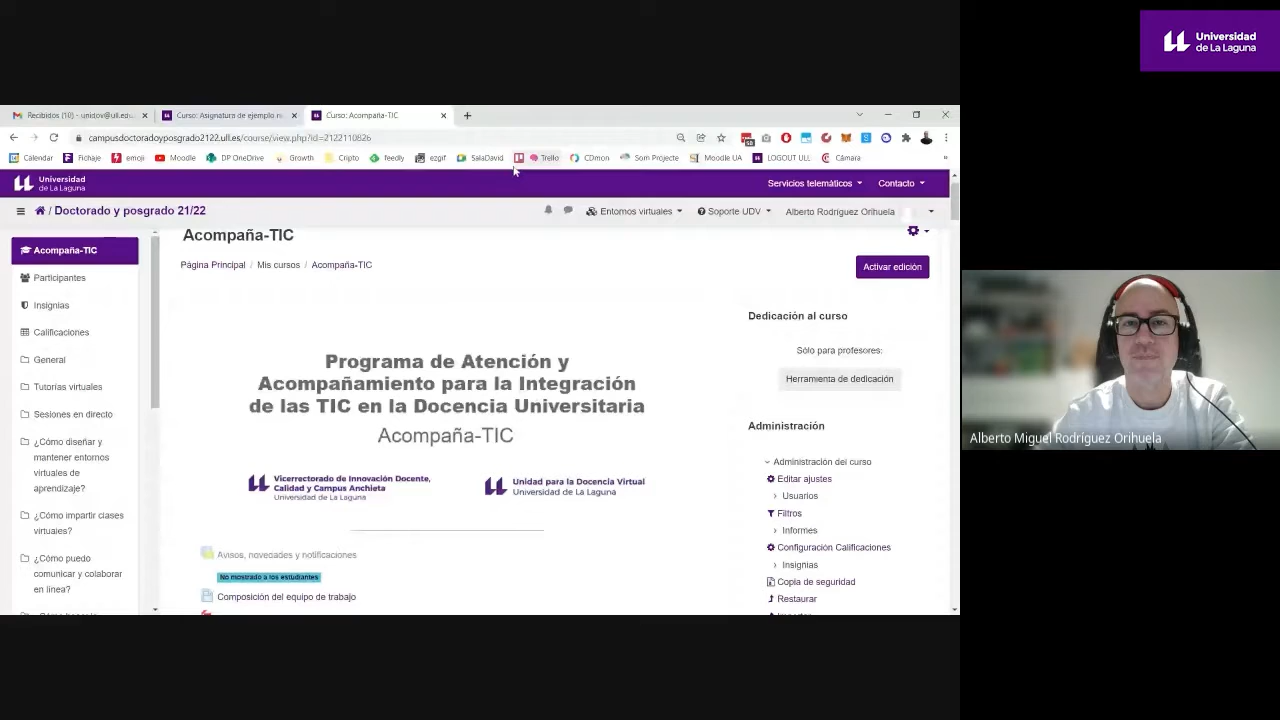 Universidad
de La Laguna
Recibidos (10) - unidov@ull.edu.
Curso: Asignatura de ejemplo re
Curso: Acompaña-TIC
campusdoctoradoyposgrado2122.ull.es/course/view.php?id=2122110826
Calendar
Fichaje
emoji
Moodle
DP OneDrive
Growth
Cripto
feedly
ezgif
SalaDavid
Trello
CDmon
Som Projecte
Moodle UA
LOGOUT ULL
Cámara
Universidad
de La Laguna
Servicios telemáticos
Contacto
/ Doctorado y posgrado 21/22
Entornos virtuales
Soporte UDV
Alberto Rodríguez Orihuela
Acompaña-TIC
Participantes
Insignias
Calificaciones
General
Tutorías virtuales
Sesiones en directo
¿Cómo diseñar y
mantener entornos
virtuales de
aprendizaje?
¿Cómo impartir clases
virtuales?
¿Cómo puedo
comunicar y colaborar
en línea?
Acompaña-TIC
Página Principal / Mis cursos / Acompaña-TIC
Activar edición
Programa de Atención y
Acompañamiento para la Integración
de las TIC en la Docencia Universitaria
Acompaña-TIC
Vicerrectorado de Innovación Docente,
Calidad y Campus Anchieta
Universidad de La Laguna
Unidad para la Docencia Virtual
Universidad de La Laguna
Avisos, novedades y notificaciones
No mostrado a los estudiantes
Composición del equipo de trabajo
Dedicación al curso
Sólo para profesores:
Herramienta de dedicación
Administración
Administración del curso
Editar ajustes
Usuarios
Filtros
Informes
Configuración Calificaciones
Insignias
Copia de seguridad
Restaurar
Alberto Miguel Rodríguez Orihuela